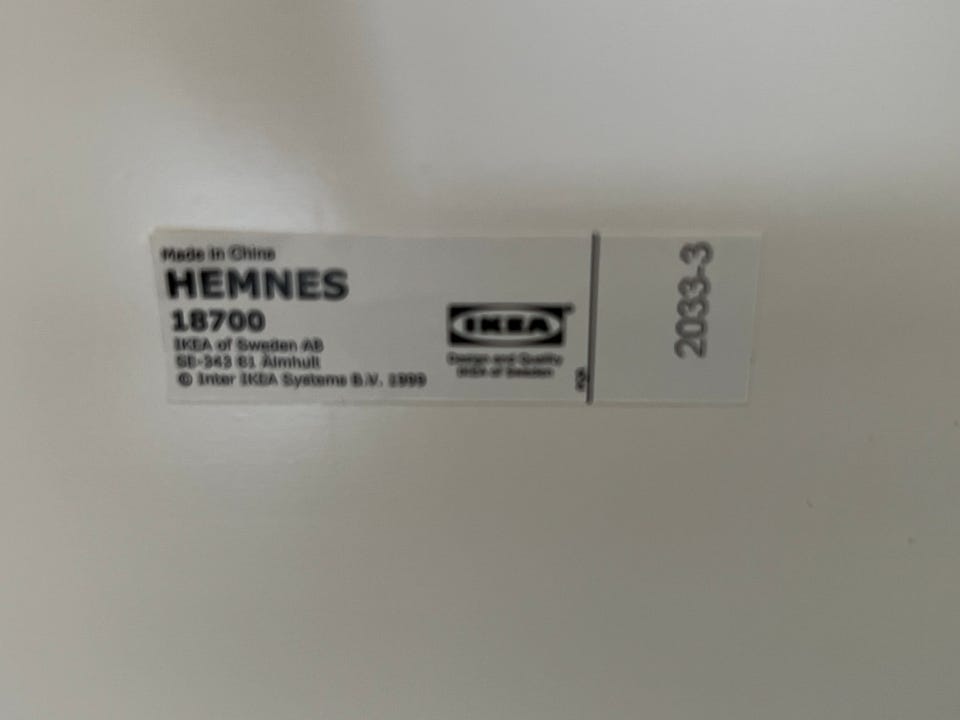 Made in China
HEMNES
18700
IKEA of Sweden AB
SE-343 81 Älmhult
© Inter IKEA Systems B.V. 1999
IKEA
Design and Quality
IKEA of Sweden
2033-3